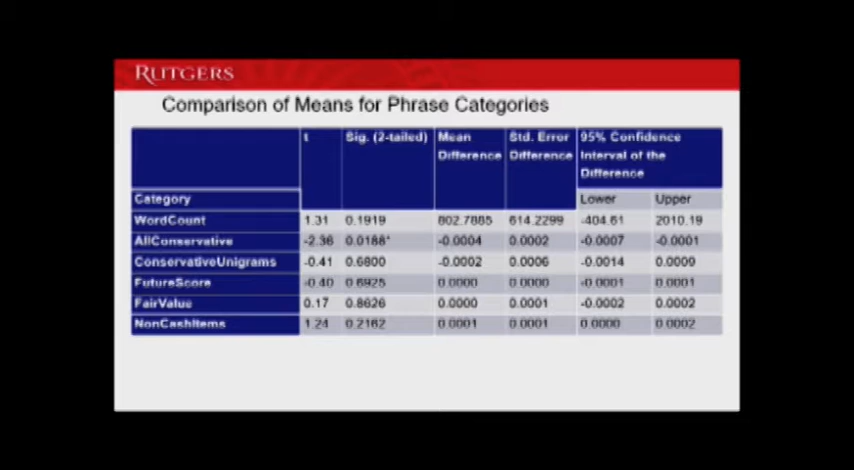 RUTGERS
Comparison of Means for Phrase Categories
t Sig. (2-tailed) Mean Difference Std. Error Difference 95% Confidence Interval of the Difference
Category Lower Upper
WordCount 1.31 0.1919 802.7885 614.2299 -404.61 2010.19
AllConservative -2.36 0.0188* -0.0004 0.0002 -0.0007 -0.0001
ConservativeUnigrams -0.41 0.6800 -0.0002 0.0006 -0.0014 0.0009
FutureScore -0.40 0.6925 0.0000 0.0000 -0.0001 0.0001
FairValue 0.17 0.8626 0.0000 0.0001 -0.0002 0.0002
NonCashItems 1.24 0.2162 0.0001 0.0001 0.0000 0.0002